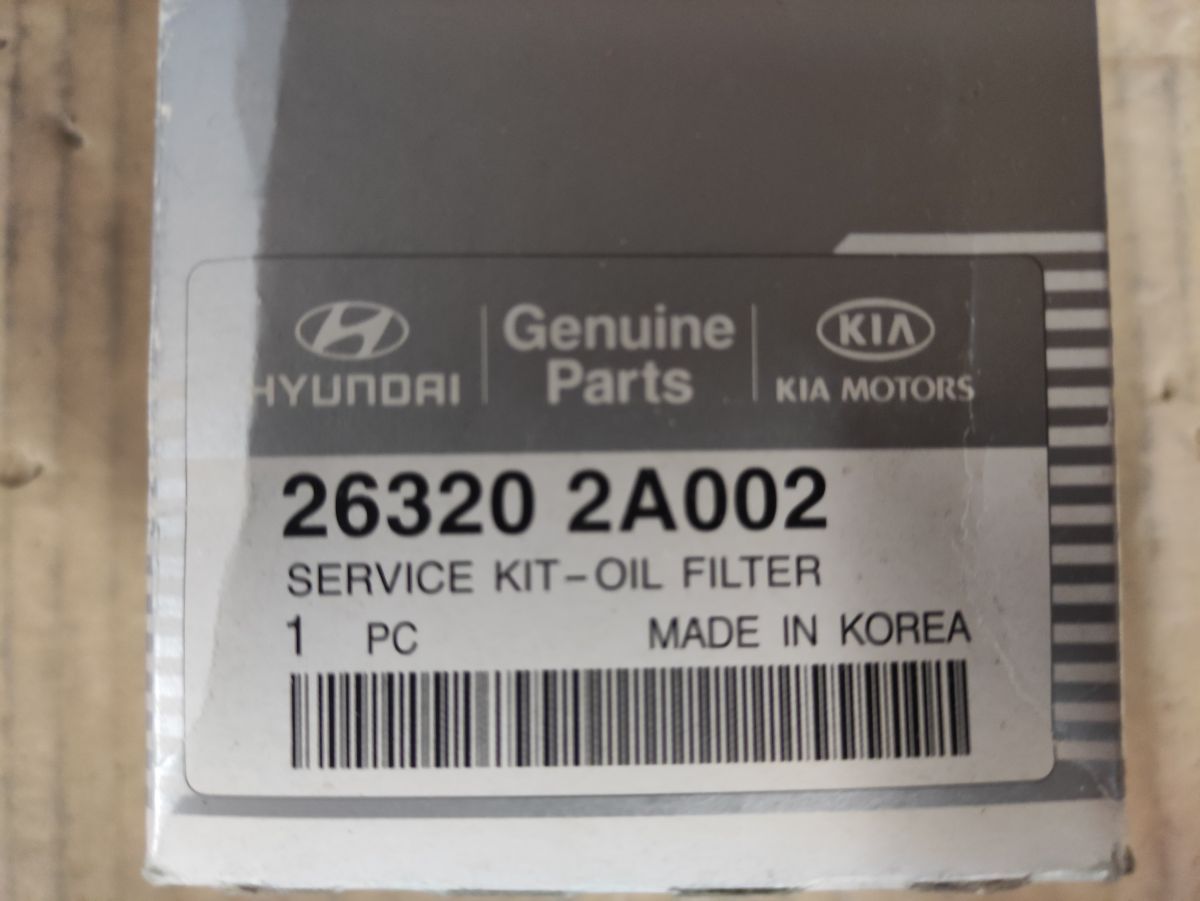 HYUNDAI
Genuine
Parts
KIA
KIA MOTORS
26320 2A002
SERVICE KIT-OIL FILTER
1 PC MADE IN KOREA